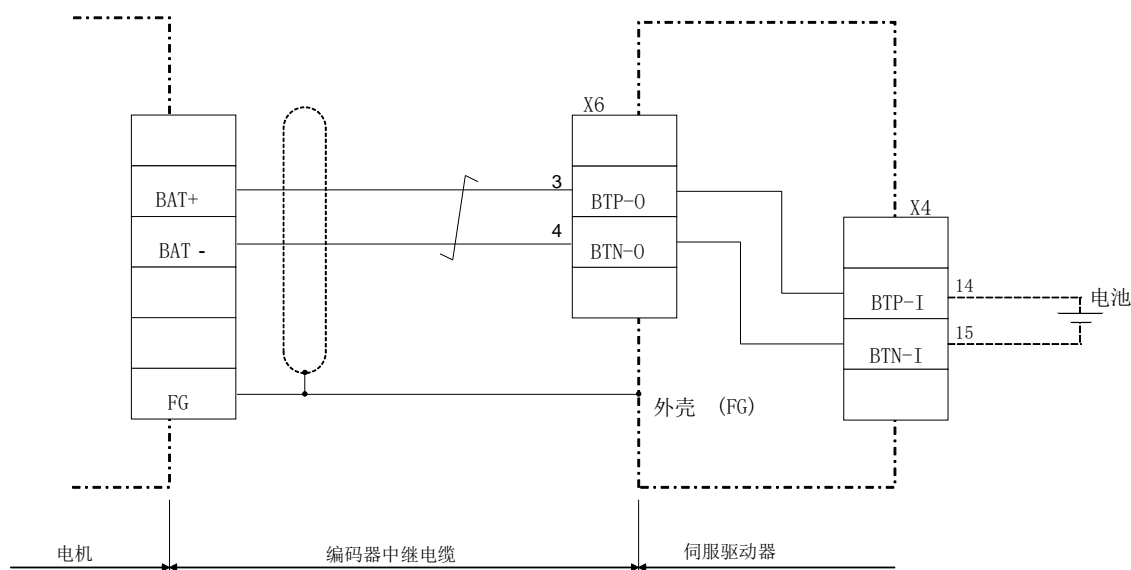 X6
BAT+
3
BTP-O
BAT -
4
BTN-O
X4
BTP-I
14
电池
BTN-I
15
FG
外壳 (FG)
电机
编码器中继电缆
伺服驱动器